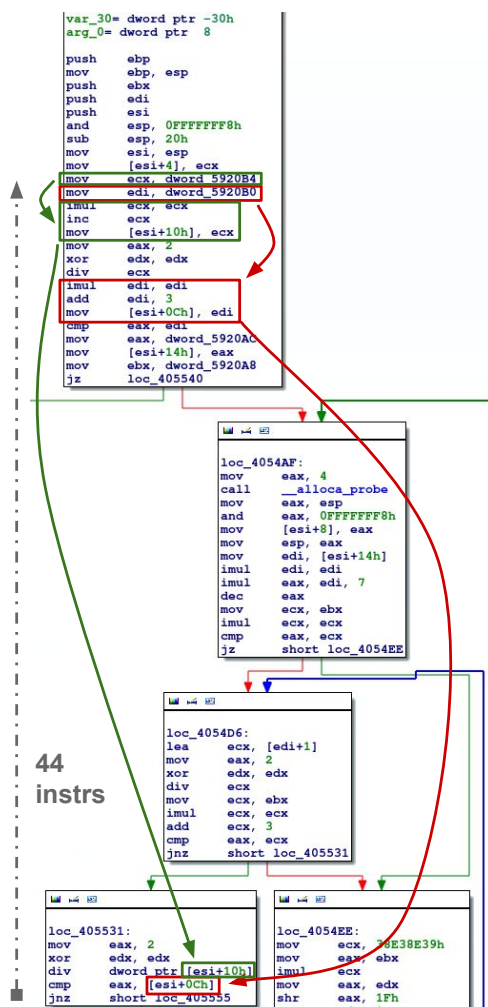 var_30= dword ptr -30h
arg_0= dword ptr 8
push ebp
mov ebp, esp
push ebx
push edi
push esi
and esp, 0FFFFFFF8h
sub esp, 20h
mov esi, esp
mov [esi+4], ecx
mov ecx, dword_5920B4
mov edi, dword_5920B0
imul ecx, ecx
inc ecx
mov [esi+10h], ecx
mov eax, 2
xor edx, edx
div ecx
imul edi, edi
add edi, 3
mov [esi+0Ch], edi
cmp eax, edi
mov eax, dword_5920AC
mov [esi+14h], eax
mov ebx, dword_5920A8
jz loc_405540
loc_4054AF:
mov eax, 4
call __alloca_probe
mov eax, esp
and eax, 0FFFFFFF8h
mov [esi+8], eax
mov esp, eax
mov edi, [esi+14h]
imul edi, edi
imul eax, edi, 7
dec eax
mov ecx, ebx
imul ecx, ecx
cmp eax, ecx
jz short loc_4054EE
loc_4054D6:
lea ecx, [edi+1]
mov eax, 2
xor edx, edx
div ecx
mov ecx, ebx
imul ecx, ecx
add ecx, 3
cmp eax, ecx
jnz short loc_405531
44
instrs
loc_405531:
mov eax, 2
xor edx, edx
div dword ptr [esi+10h]
cmp eax, [esi+0Ch]
jnz short loc_405555
loc_4054EE:
mov ecx, 38E38E39h
mov eax, ebx
imul ecx
mov eax, edx
shr eax, 1Fh